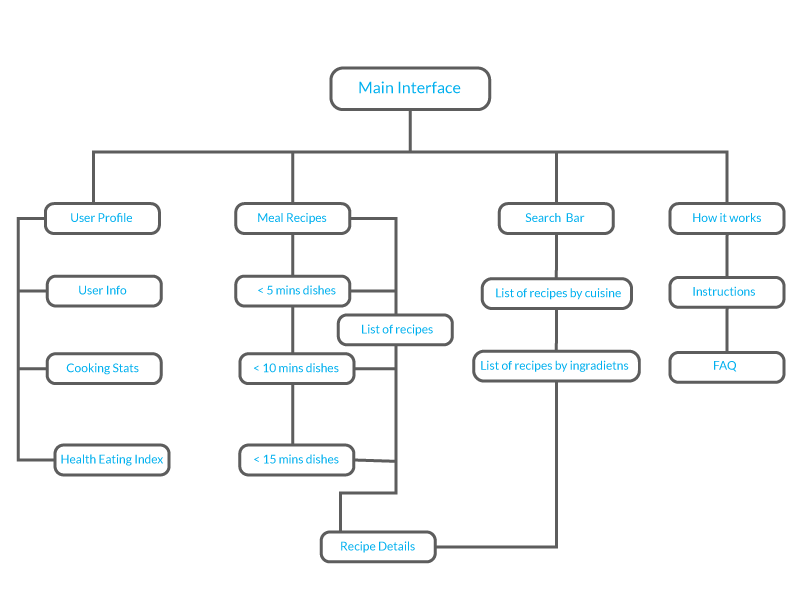 Main Interface
User Profile
Meal Recipes
Search Bar
How it works
User Info
< 5 mins dishes
List of recipes by cuisine
Instructions
List of recipes
Cooking Stats
< 10 mins dishes
List of recipes by ingradietns
FAQ
Health Eating Index
< 15 mins dishes
Recipe Details